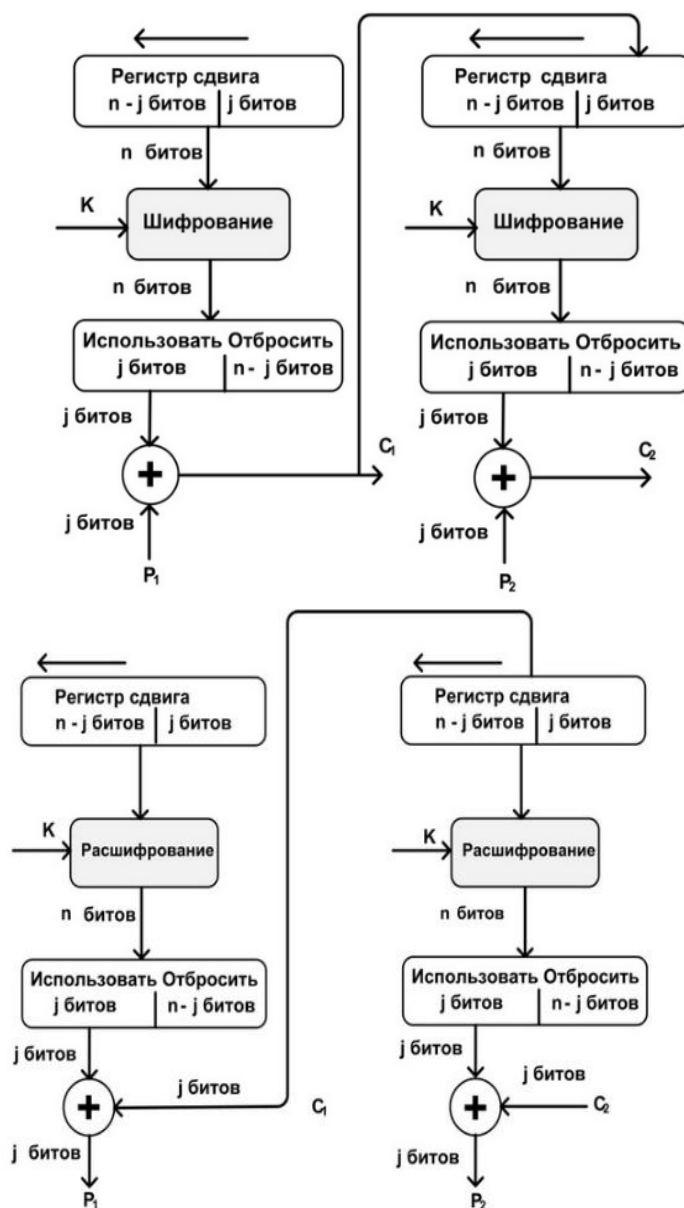 Регистр сдвига
n - j битов j битов
n битов
K
Шифрование
n битов
Использовать Отбросить
j битов n - j битов
j битов
+
C₁
j битов
P₁
Регистр сдвига
n - j битов j битов
n битов
K
Шифрование
n битов
Использовать Отбросить
j битов n - j битов
j битов
+
C₂
j битов
P₂
Регистр сдвига
n - j битов j битов
K
Расшифрование
n битов
Использовать Отбросить
j битов n - j битов
j битов
j битов
+
C₁
j битов
P₁
Регистр сдвига
n - j битов j битов
K
Расшифрование
n битов
Использовать Отбросить
j битов n - j битов
j битов
j битов
+
C₂
j битов
P₂